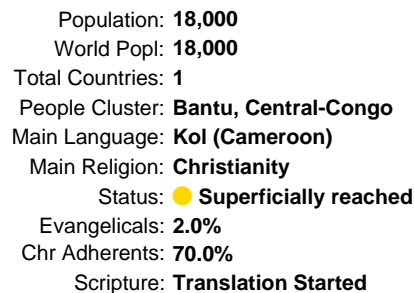 Population: 18,000
World Popl: 18,000
Total Countries: 1
People Cluster: Bantu, Central-Congo
Main Language: Kol (Cameroon)
Main Religion: Christianity
Status: Superficially reached
Evangelicals: 2.0%
Chr Adherents: 70.0%
Scripture: Translation Started